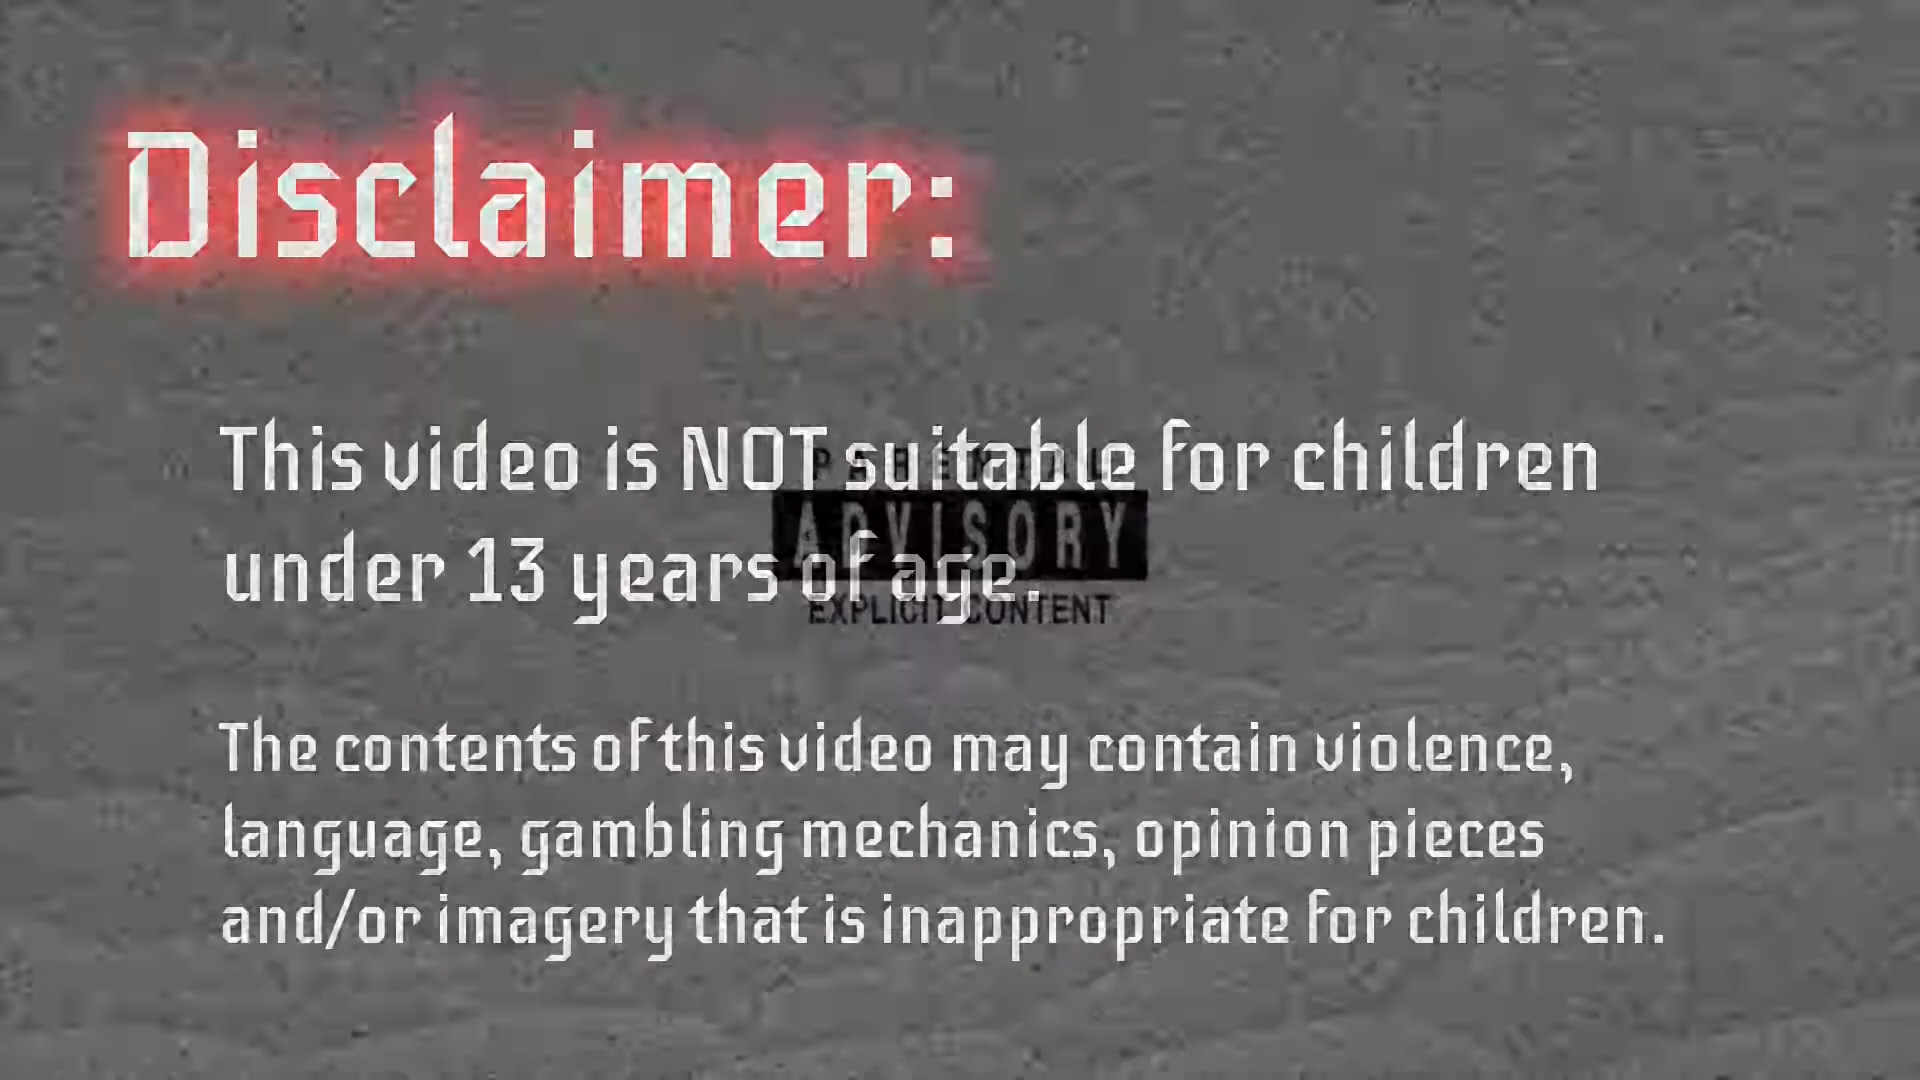 Disclaimer:
This video is NOT suitable for children
under 13 years of age.
PARENTAL
ADVISORY
EXPLICIT CONTENT
The contents of this video may contain violence,
language, gambling mechanics, opinion pieces
and/or imagery that is inappropriate for children.